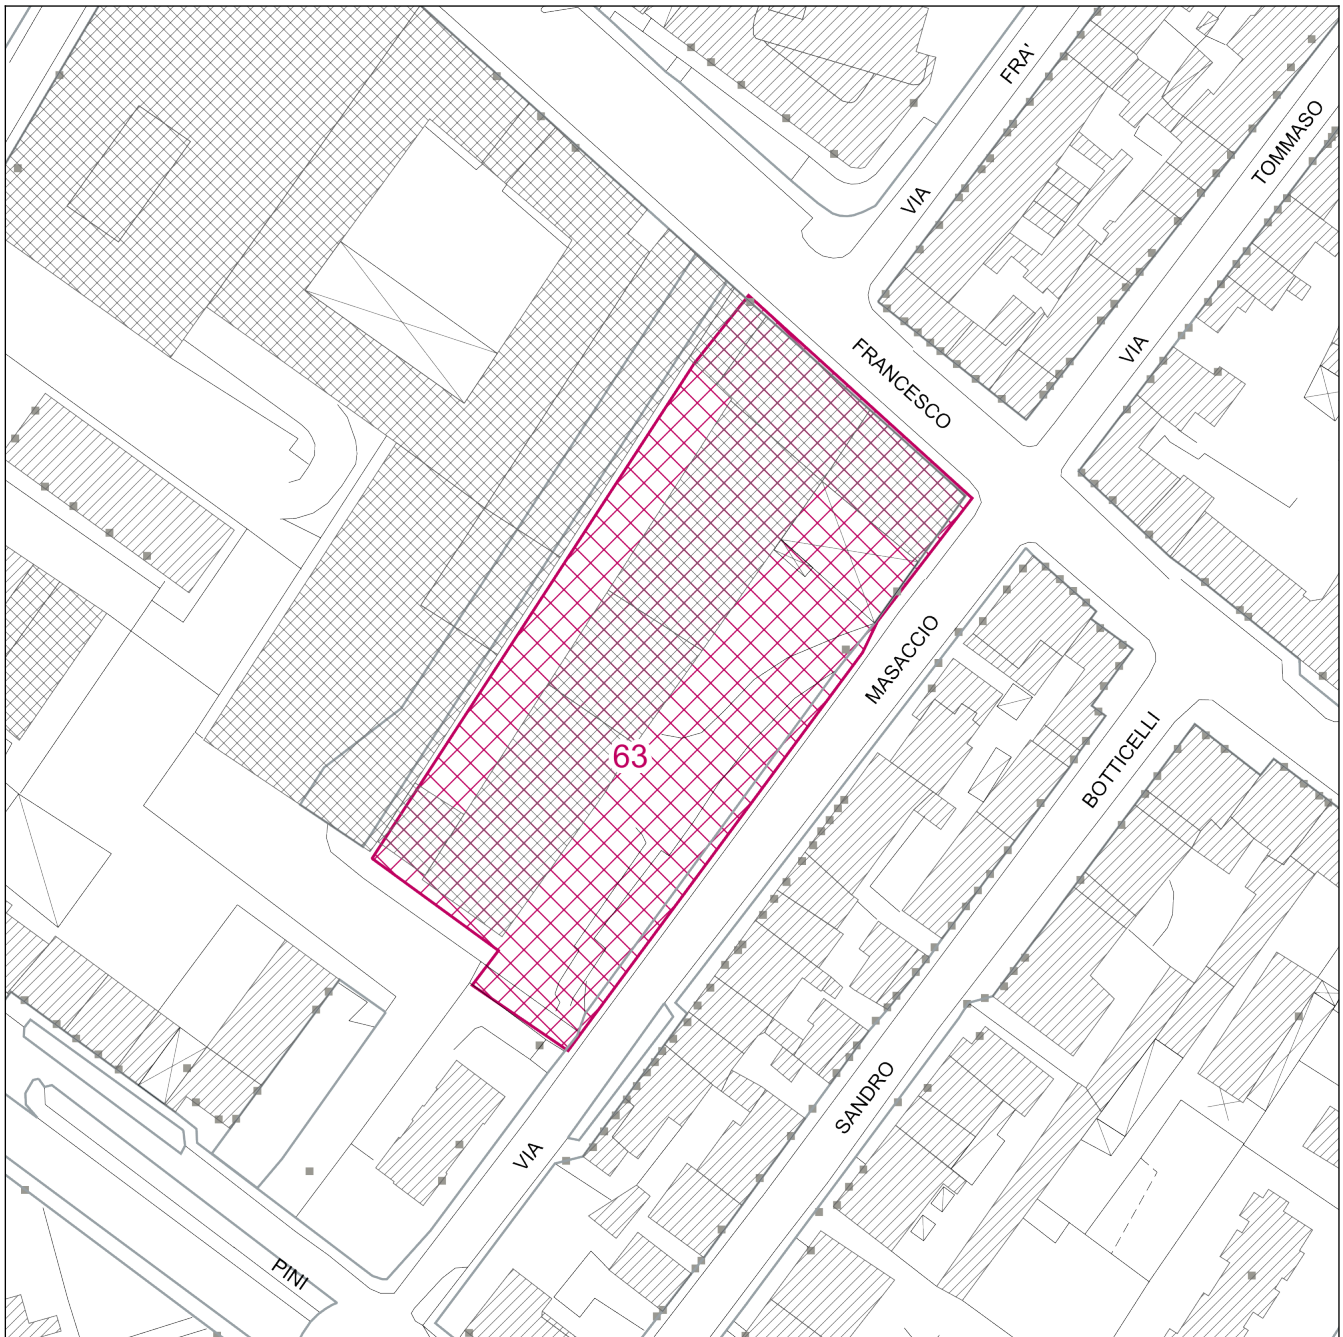 FRA'
TOMMASO
VIA
VIA
FRANCESCO
MASACCIO
BOTTICELLI
63
SANDRO
VIA
PINI